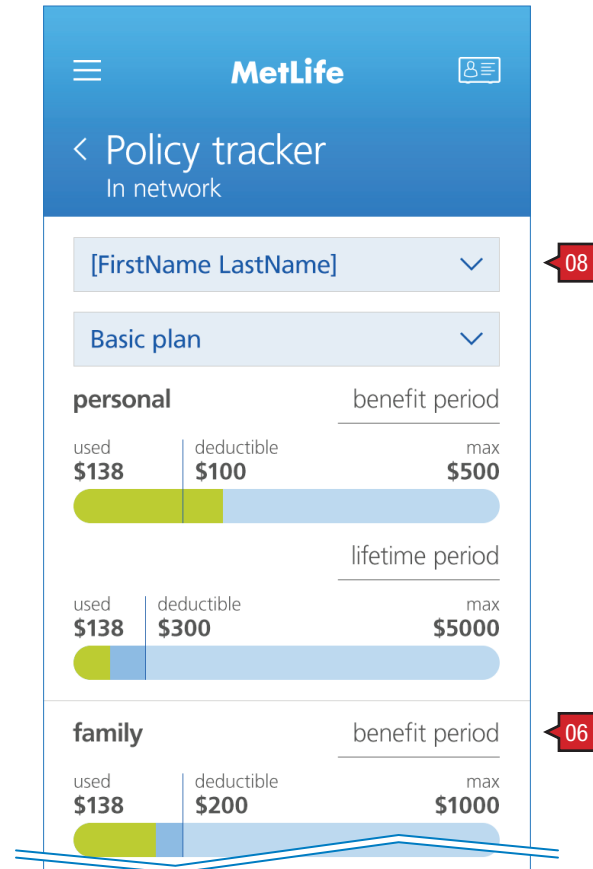 MetLife
Policy tracker
In network
[FirstName LastName]
08
Basic plan
personal benefit period
used deductible max
$138 $100 $500
lifetime period
used deductible max
$138 $300 $5000
family benefit period
06
used deductible max
$138 $200 $1000